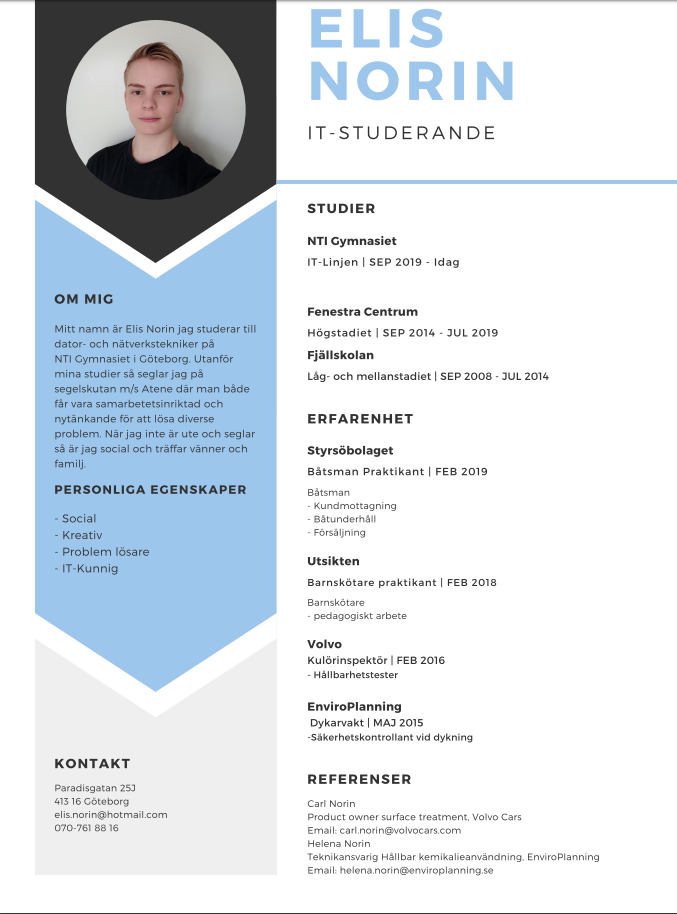 ELIS
NORIN
IT-STUDERANDE
OM MIG
Mitt namn är Elis Norin jag studerar till
dator- och nätverkstekniker på
NTI Gymnasiet i Göteborg. Utanför
mina studier så seglar jag på
segelskutan m/s Atene där man både
får vara samarbetetsinriktad och
nytänkande för att lösa diverse
problem. När jag inte är ute och seglar
så är jag social och träffar vänner och
familj.
PERSONLIGA EGENSKAPER
- Social
- Kreativ
- Problem lösare
- IT-Kunnig
KONTAKT
Paradisgatan 25J
413 16 Göteborg
elis.norin@hotmail.com
070-761 88 16
STUDIER
NTI Gymnasiet
IT-Linjen | SEP 2019 - Idag
Fenestra Centrum
Högstadiet | SEP 2014 - JUL 2019
Fjällskolan
Låg- och mellanstadiet | SEP 2008 - JUL 2014
ERFARENHET
Styrsöbolaget
Båtsman Praktikant | FEB 2019
Båtsman
- Kundmottagning
- Båtunderhåll
- Försäljning
Utsikten
Barnskötare praktikant | FEB 2018
Barnskötare
- pedagogiskt arbete
Volvo
Kulörinspektör | FEB 2016
- Hållbarhetstester
EnviroPlanning
Dykarvakt | MAJ 2015
-Säkerhetskontrollant vid dykning
REFERENSER
Carl Norin
Product owner surface treatment, Volvo Cars
Email: carl.norin@volvocars.com
Helena Norin
Teknikansvarig Hållbar kemikalieanvändning, EnviroPlanning
Email: helena.norin@enviroplanning.se